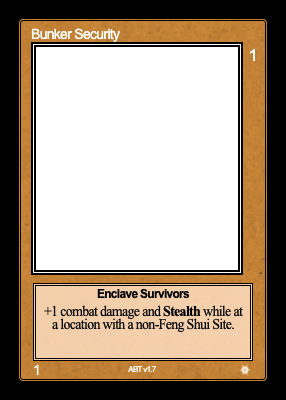 Bunker Security
1
Enclave Survivors
+1 combat damage and Stealth while at
a location with a non-Feng Shui Site.
1
ABT v1.7